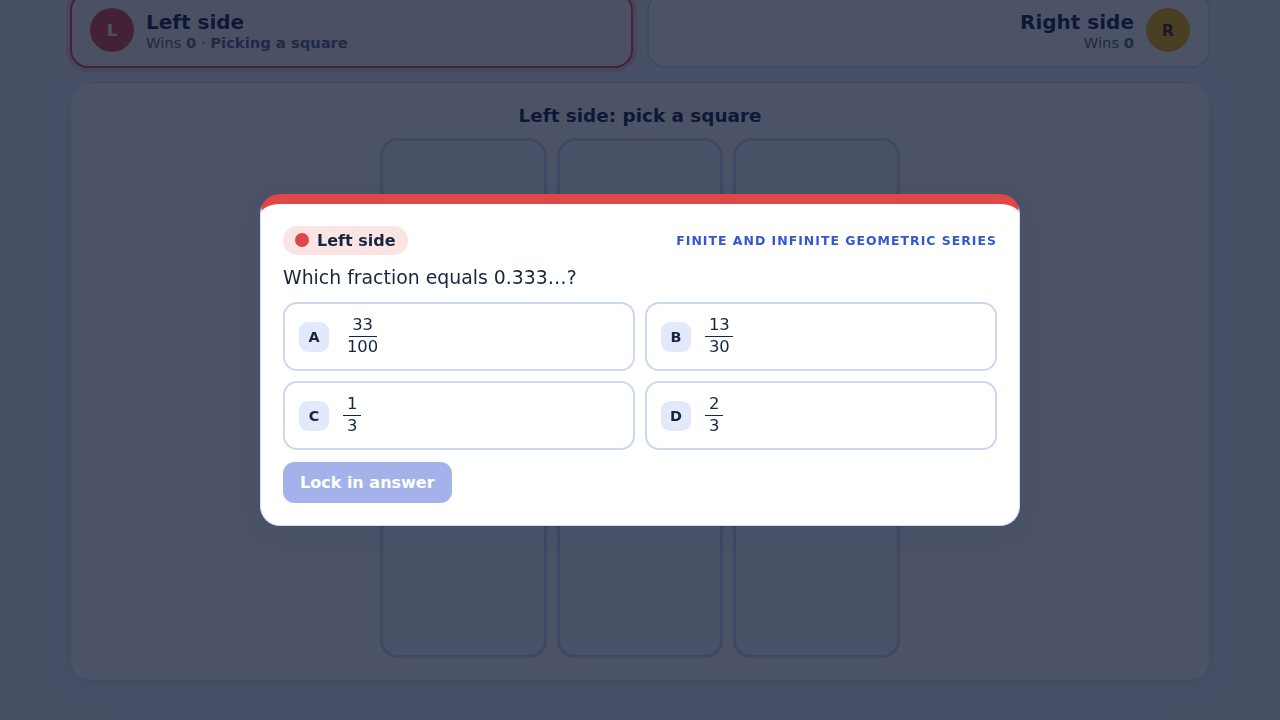 L
Left side
Wins 0 · Picking a square
Right side
Wins 0
R
Left side: pick a square
Left side
FINITE AND INFINITE GEOMETRIC SERIES
Which fraction equals 0.333…?
A
33
100
B
13
30
C
1
3
D
2
3
Lock in answer